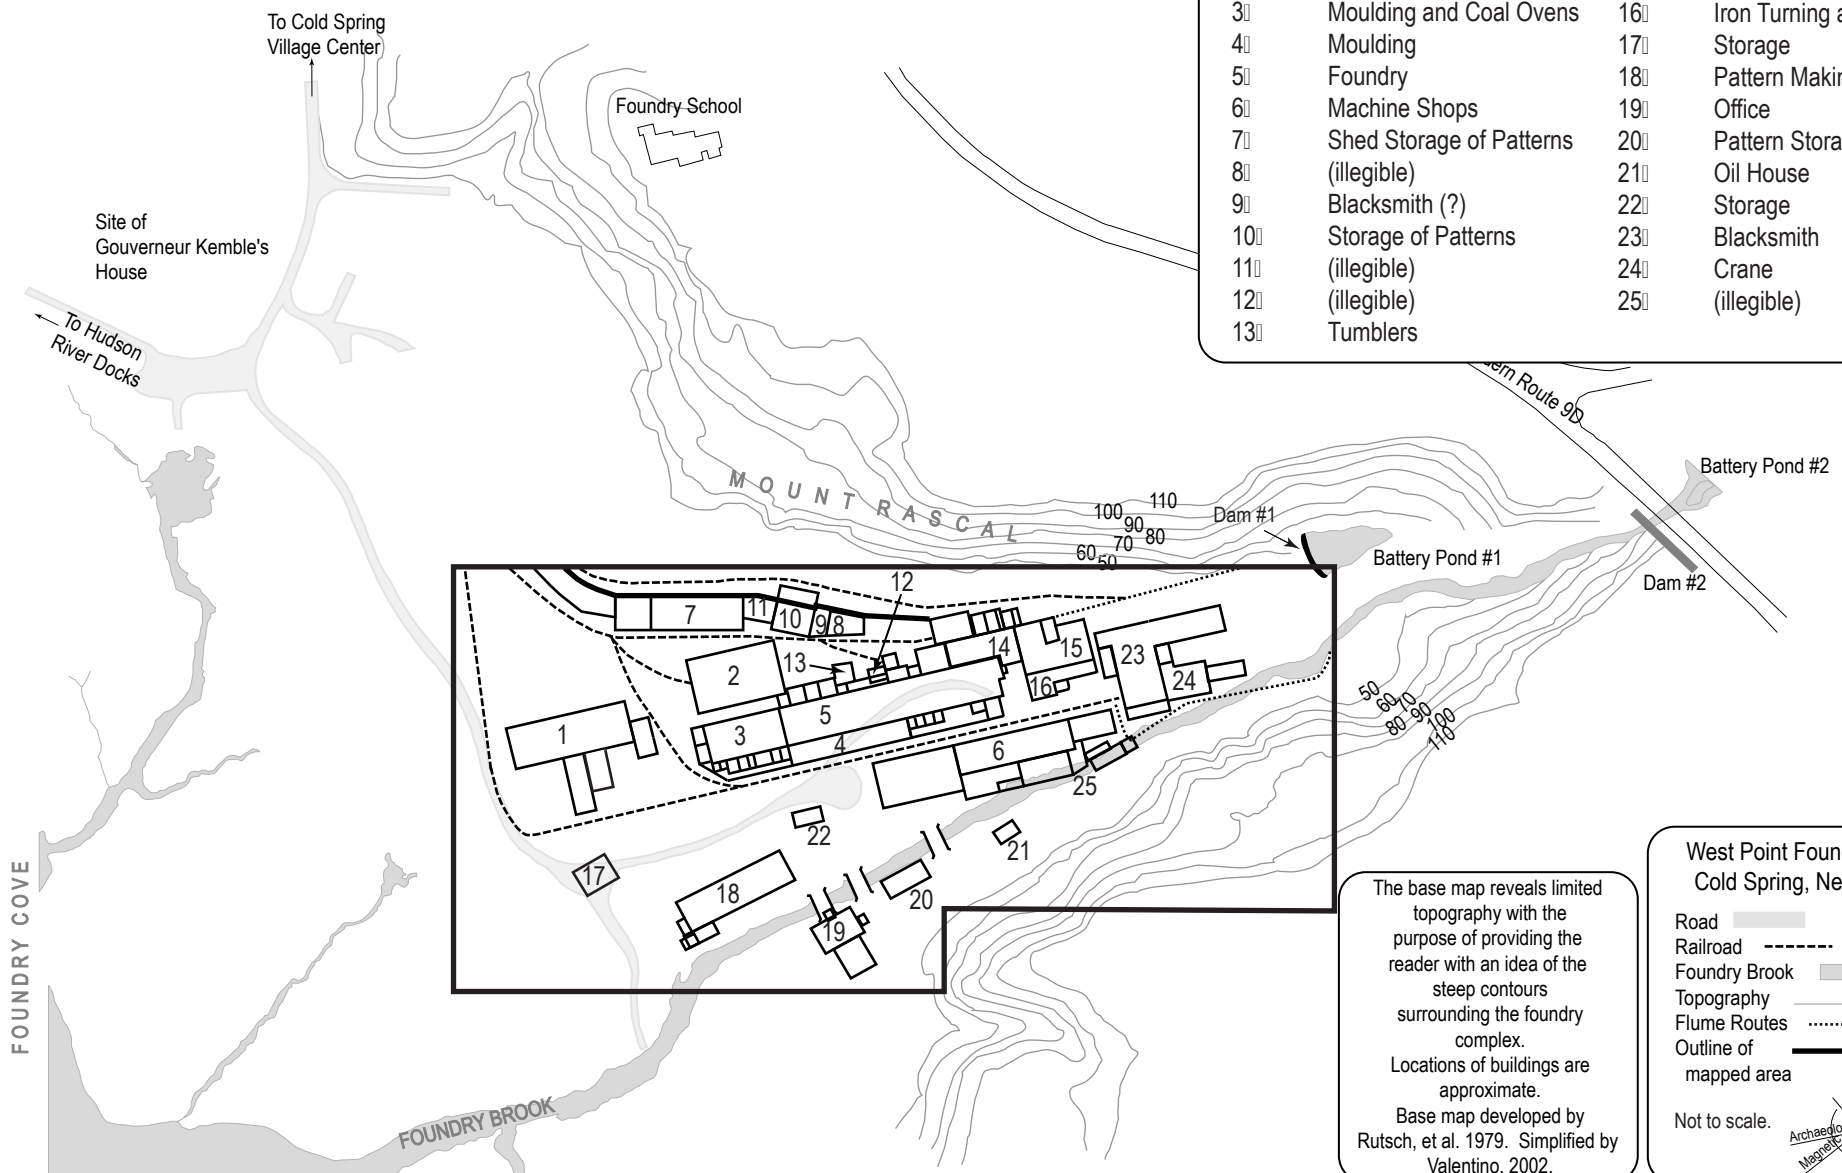 To Cold Spring
Village Center
Foundry School
Site of
Gouverneur Kemble's
House
To Hudson
River Docks
3 Moulding and Coal Ovens
4 Moulding
5 Foundry
6 Machine Shops
7 Shed Storage of Patterns
8 (illegible)
9 Blacksmith (?)
10 Storage of Patterns
11 (illegible)
12 (illegible)
13 Tumblers
16 Iron Turning a
17 Storage
18 Pattern Makin
19 Office
20 Pattern Stora
21 Oil House
22 Storage
23 Blacksmith
24 Crane
25 (illegible)
ern Route 9D
Battery Pond #2
MOUNT RASCAL
110
100
90
80
70
60
50
Dam #1
Battery Pond #1
Dam #2
12
7
11
10
9
8
14
15
23
13
2
16
24
5
1
3
4
6
25
22
21
17
18
20
19
50
60
70
80
90
100
110
FOUNDRY COVE
FOUNDRY BROOK
The base map reveals limited
topography with the
purpose of providing the
reader with an idea of the
steep contours
surrounding the foundry
complex.
Locations of buildings are
approximate.
Base map developed by
Rutsch, et al. 1979. Simplified by
Valentino, 2002.
West Point Foun
Cold Spring, Ne
Road
Railroad
Foundry Brook
Topography
Flume Routes
Outline of
mapped area
Not to scale.
Archaeolo
Magneti